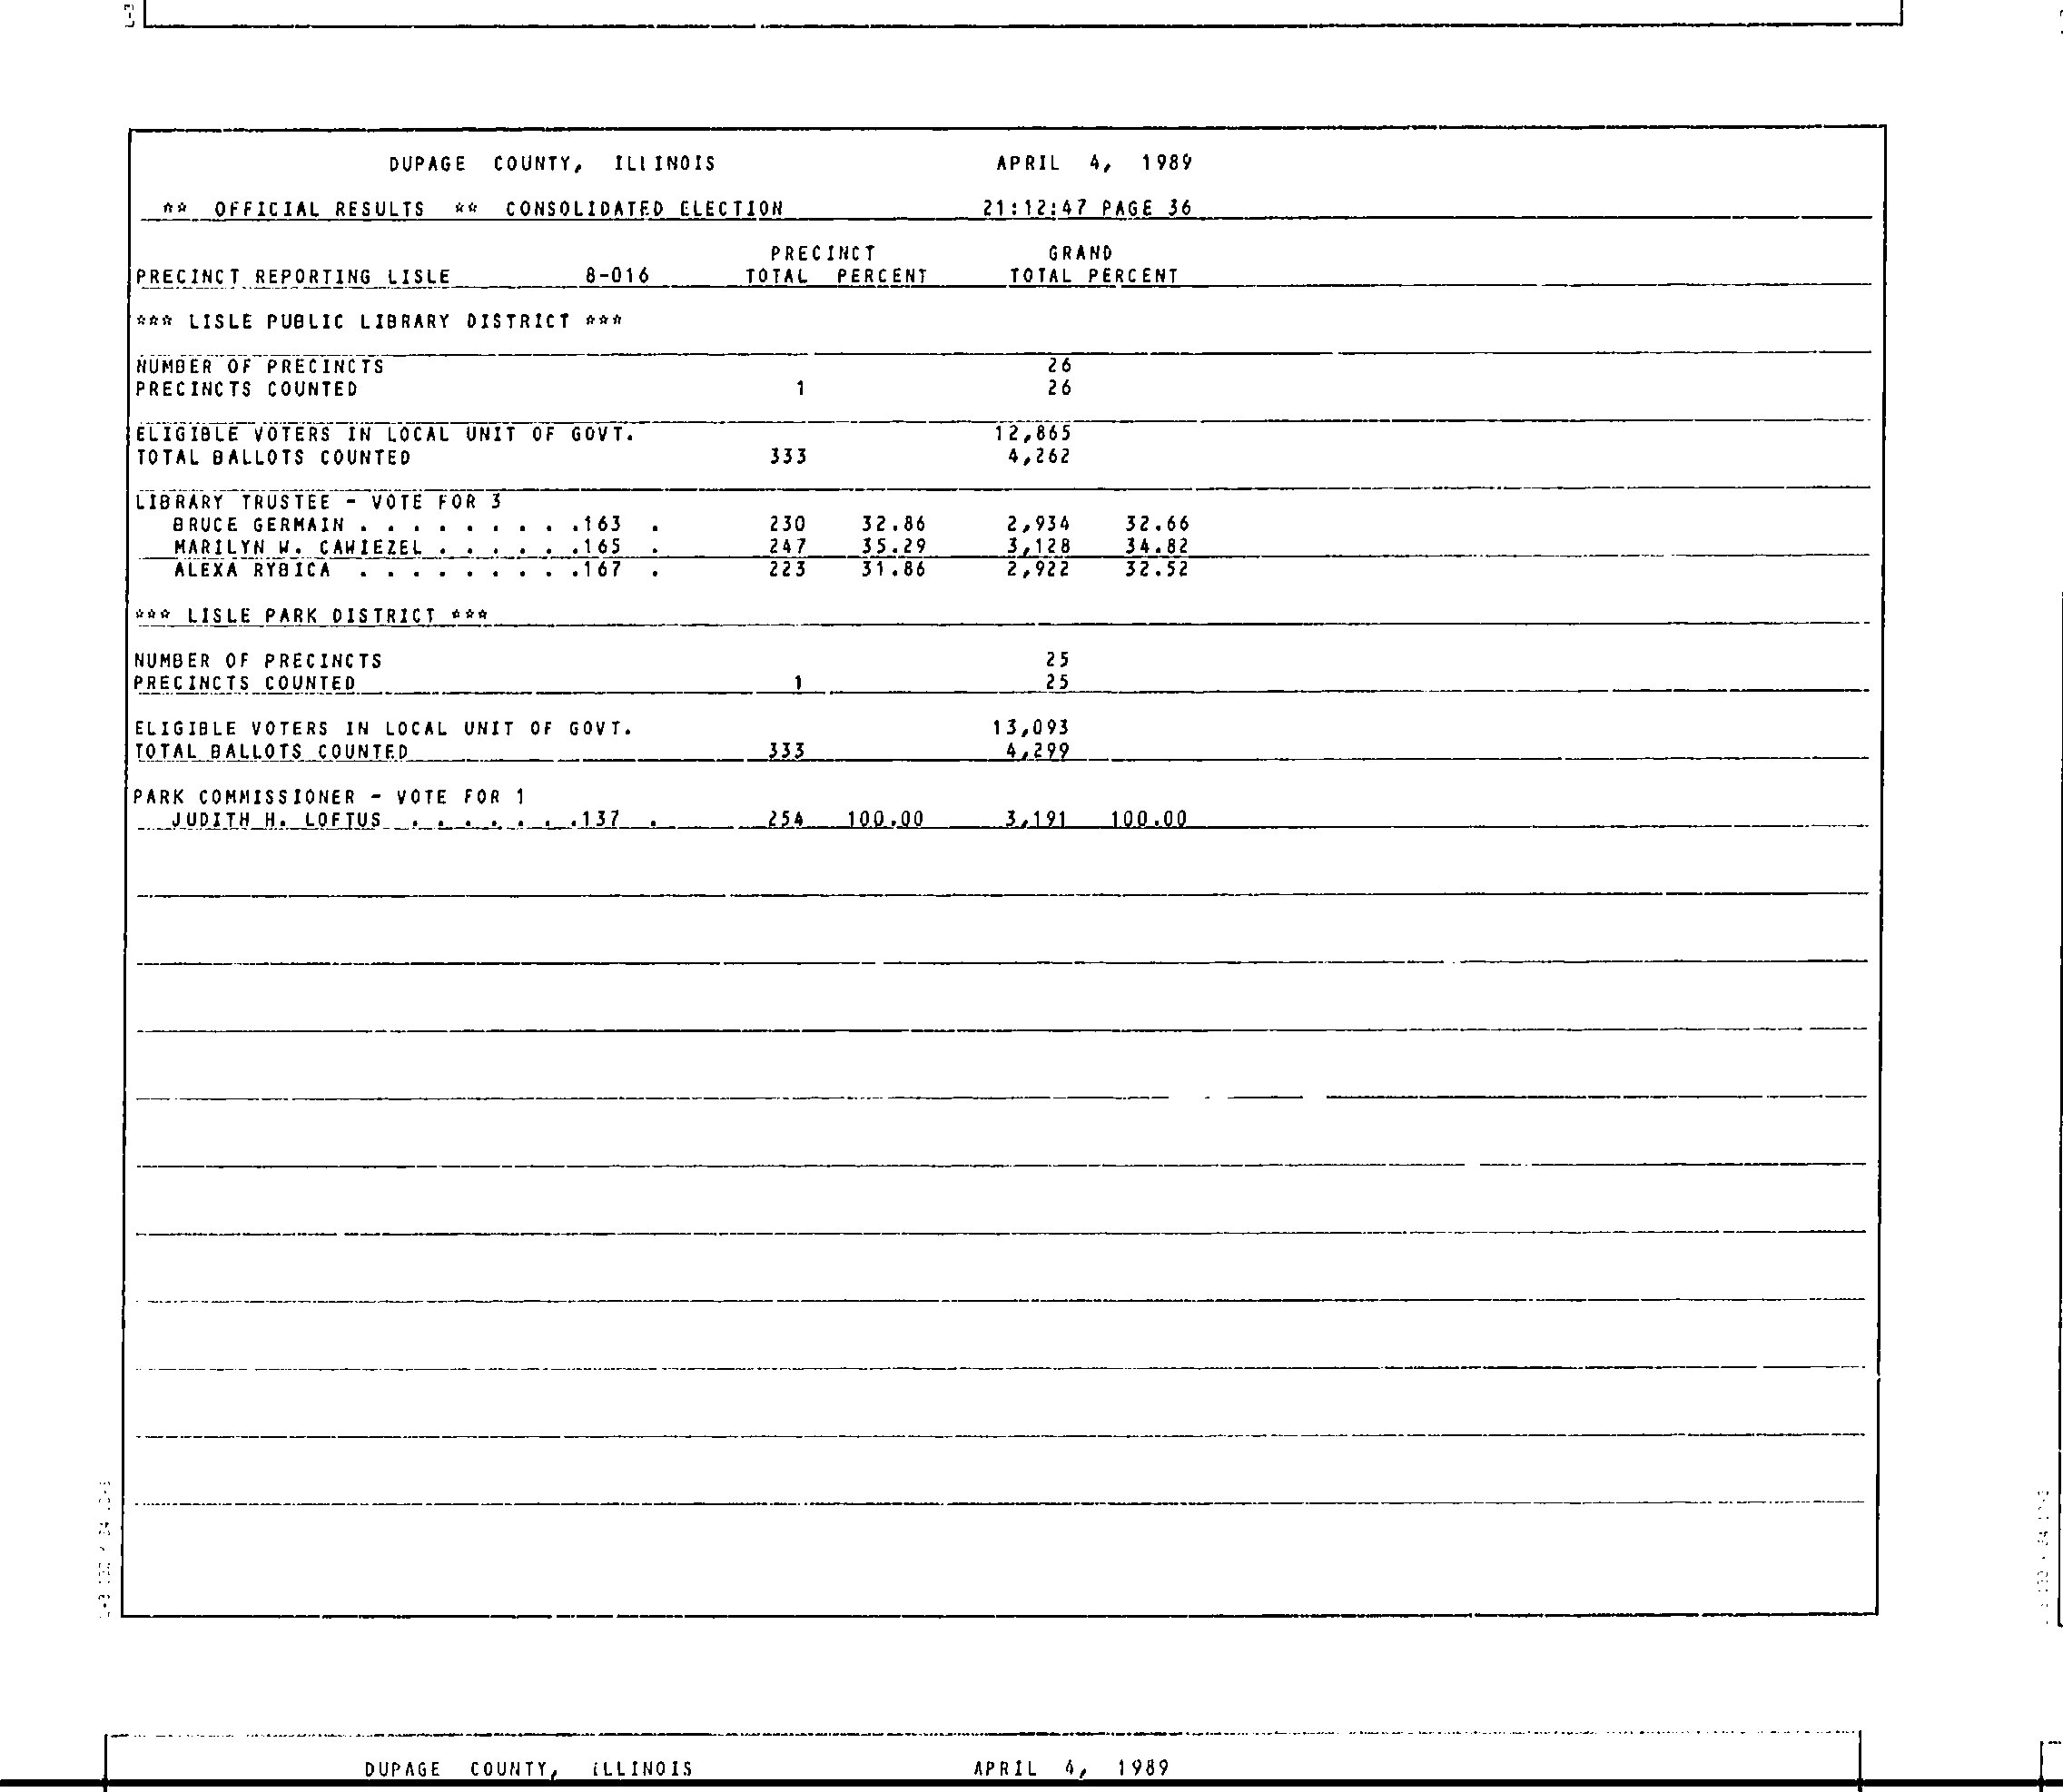 DUPAGE COUNTY, ILLINOIS APRIL 4, 1989
** OFFICIAL RESULTS ** CONSOLIDATED ELECTION 21:12:47 PAGE 36
PRECINCT GRAND
PRECINCT REPORTING LISLE 8-016 TOTAL PERCENT TOTAL PERCENT
*** LISLE PUBLIC LIBRARY DISTRICT ***
NUMBER OF PRECINCTS 26
PRECINCTS COUNTED 1 26
ELIGIBLE VOTERS IN LOCAL UNIT OF GOVT. 12,865
TOTAL BALLOTS COUNTED 333 4,262
LIBRARY TRUSTEE - VOTE FOR 3
BRUCE GERMAIN . . . . . . . . .163 . 230 32.86 2,934 32.66
MARILYN W. CAWIEZEL . . . . . .165 . 247 35.29 3,128 34.82
ALEXA RYBICA . . . . . . . . .167 . 223 31.86 2,922 32.52
*** LISLE PARK DISTRICT ***
NUMBER OF PRECINCTS 25
PRECINCTS COUNTED 1 25
ELIGIBLE VOTERS IN LOCAL UNIT OF GOVT. 13,093
TOTAL BALLOTS COUNTED 333 4,299
PARK COMMISSIONER - VOTE FOR 1
JUDITH H. LOFTUS . . . . . . .137 . 254 100.00 3,191 100.00
DUPAGE COUNTY, ILLINOIS APRIL 4, 1989